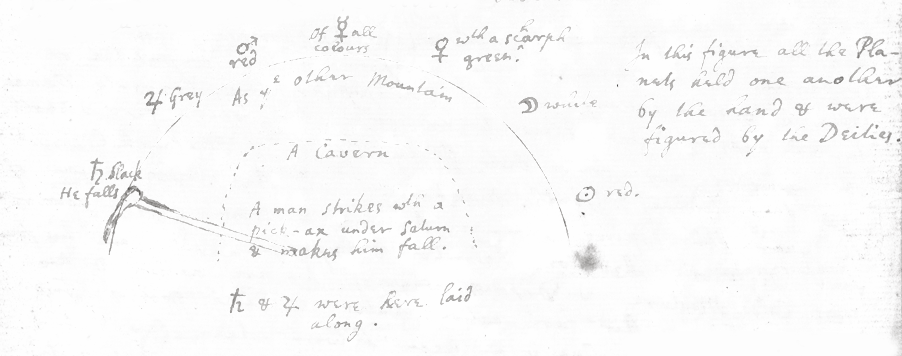 ♂ red
Of ☿ all
colours
♀ wth a scarph
green.
♃ Grey
As ye other Mountain
☽ white
In this figure all the Pla-
nets held one another
by the hand & were
figured by the Deities.
♄ black
He falls
A Cavern
☉ red.
A man strikes wth a
pick-ax under Saturn
& makes him fall.
♄ & ♃ were here laid
along.